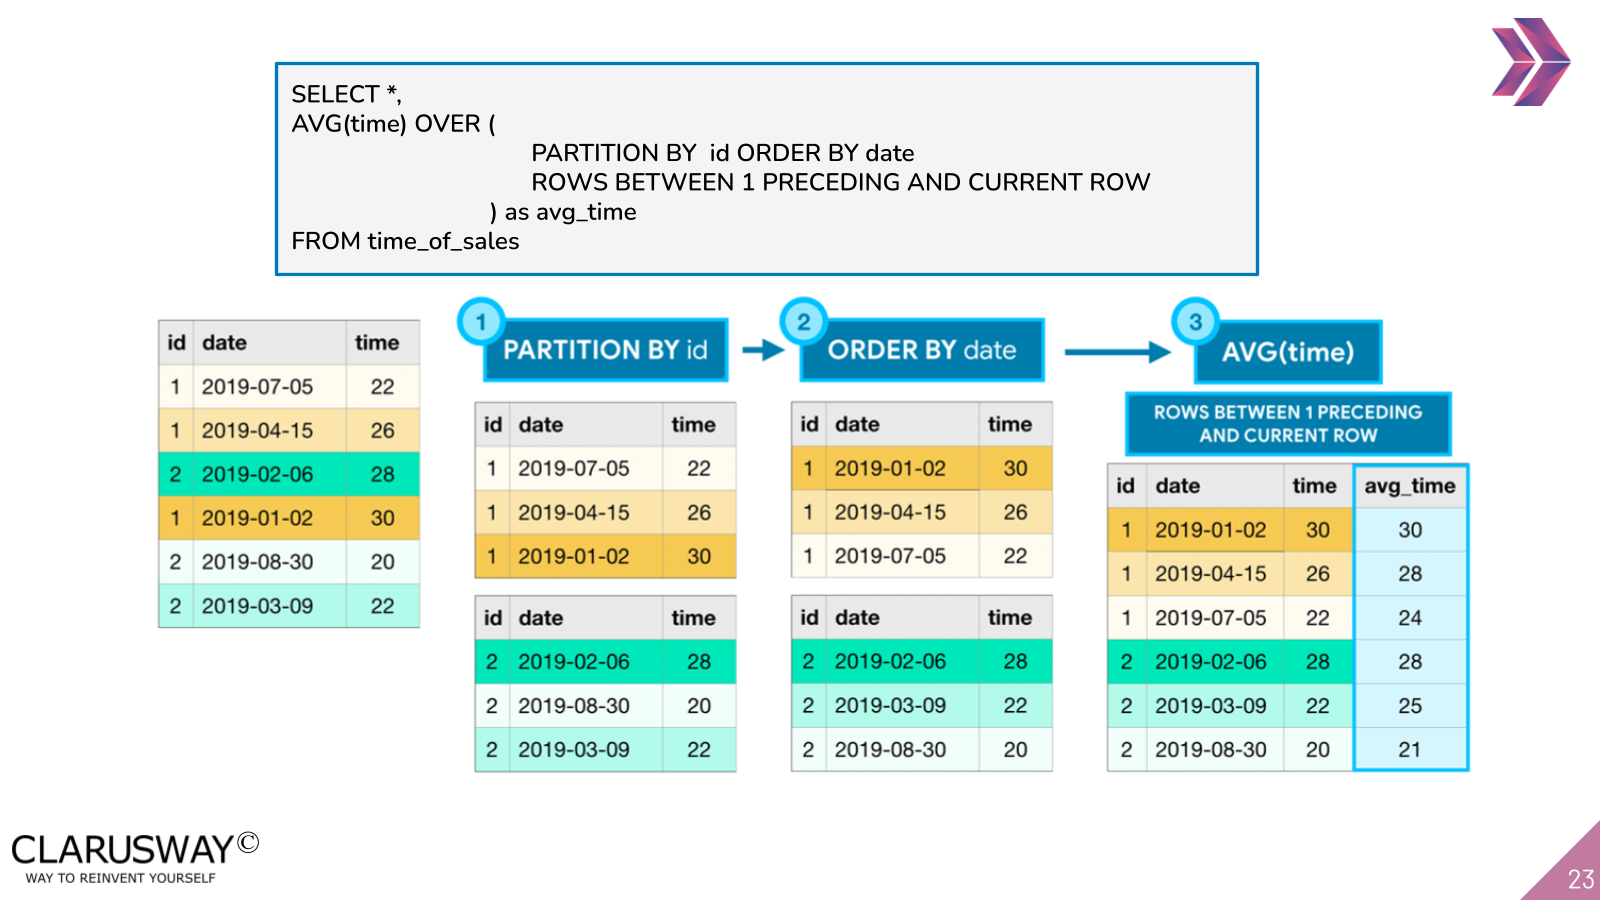 SELECT *,
AVG(time) OVER (
PARTITION BY  id ORDER BY date
ROWS BETWEEN 1 PRECEDING AND CURRENT ROW
) as avg_time
FROM time_of_sales
id date time
1 2019-07-05 22
1 2019-04-15 26
2 2019-02-06 28
1 2019-01-02 30
2 2019-08-30 20
2 2019-03-09 22
1
PARTITION BY id
id date time
1 2019-07-05 22
1 2019-04-15 26
1 2019-01-02 30
id date time
2 2019-02-06 28
2 2019-08-30 20
2 2019-03-09 22
2
ORDER BY date
id date time
1 2019-01-02 30
1 2019-04-15 26
1 2019-07-05 22
id date time
2 2019-02-06 28
2 2019-03-09 22
2 2019-08-30 20
3
AVG(time)
ROWS BETWEEN 1 PRECEDING
AND CURRENT ROW
id date time avg_time
1 2019-01-02 30 30
1 2019-04-15 26 28
1 2019-07-05 22 24
2 2019-02-06 28 28
2 2019-03-09 22 25
2 2019-08-30 20 21
CLARUSWAY©
WAY TO REINVENT YOURSELF
23